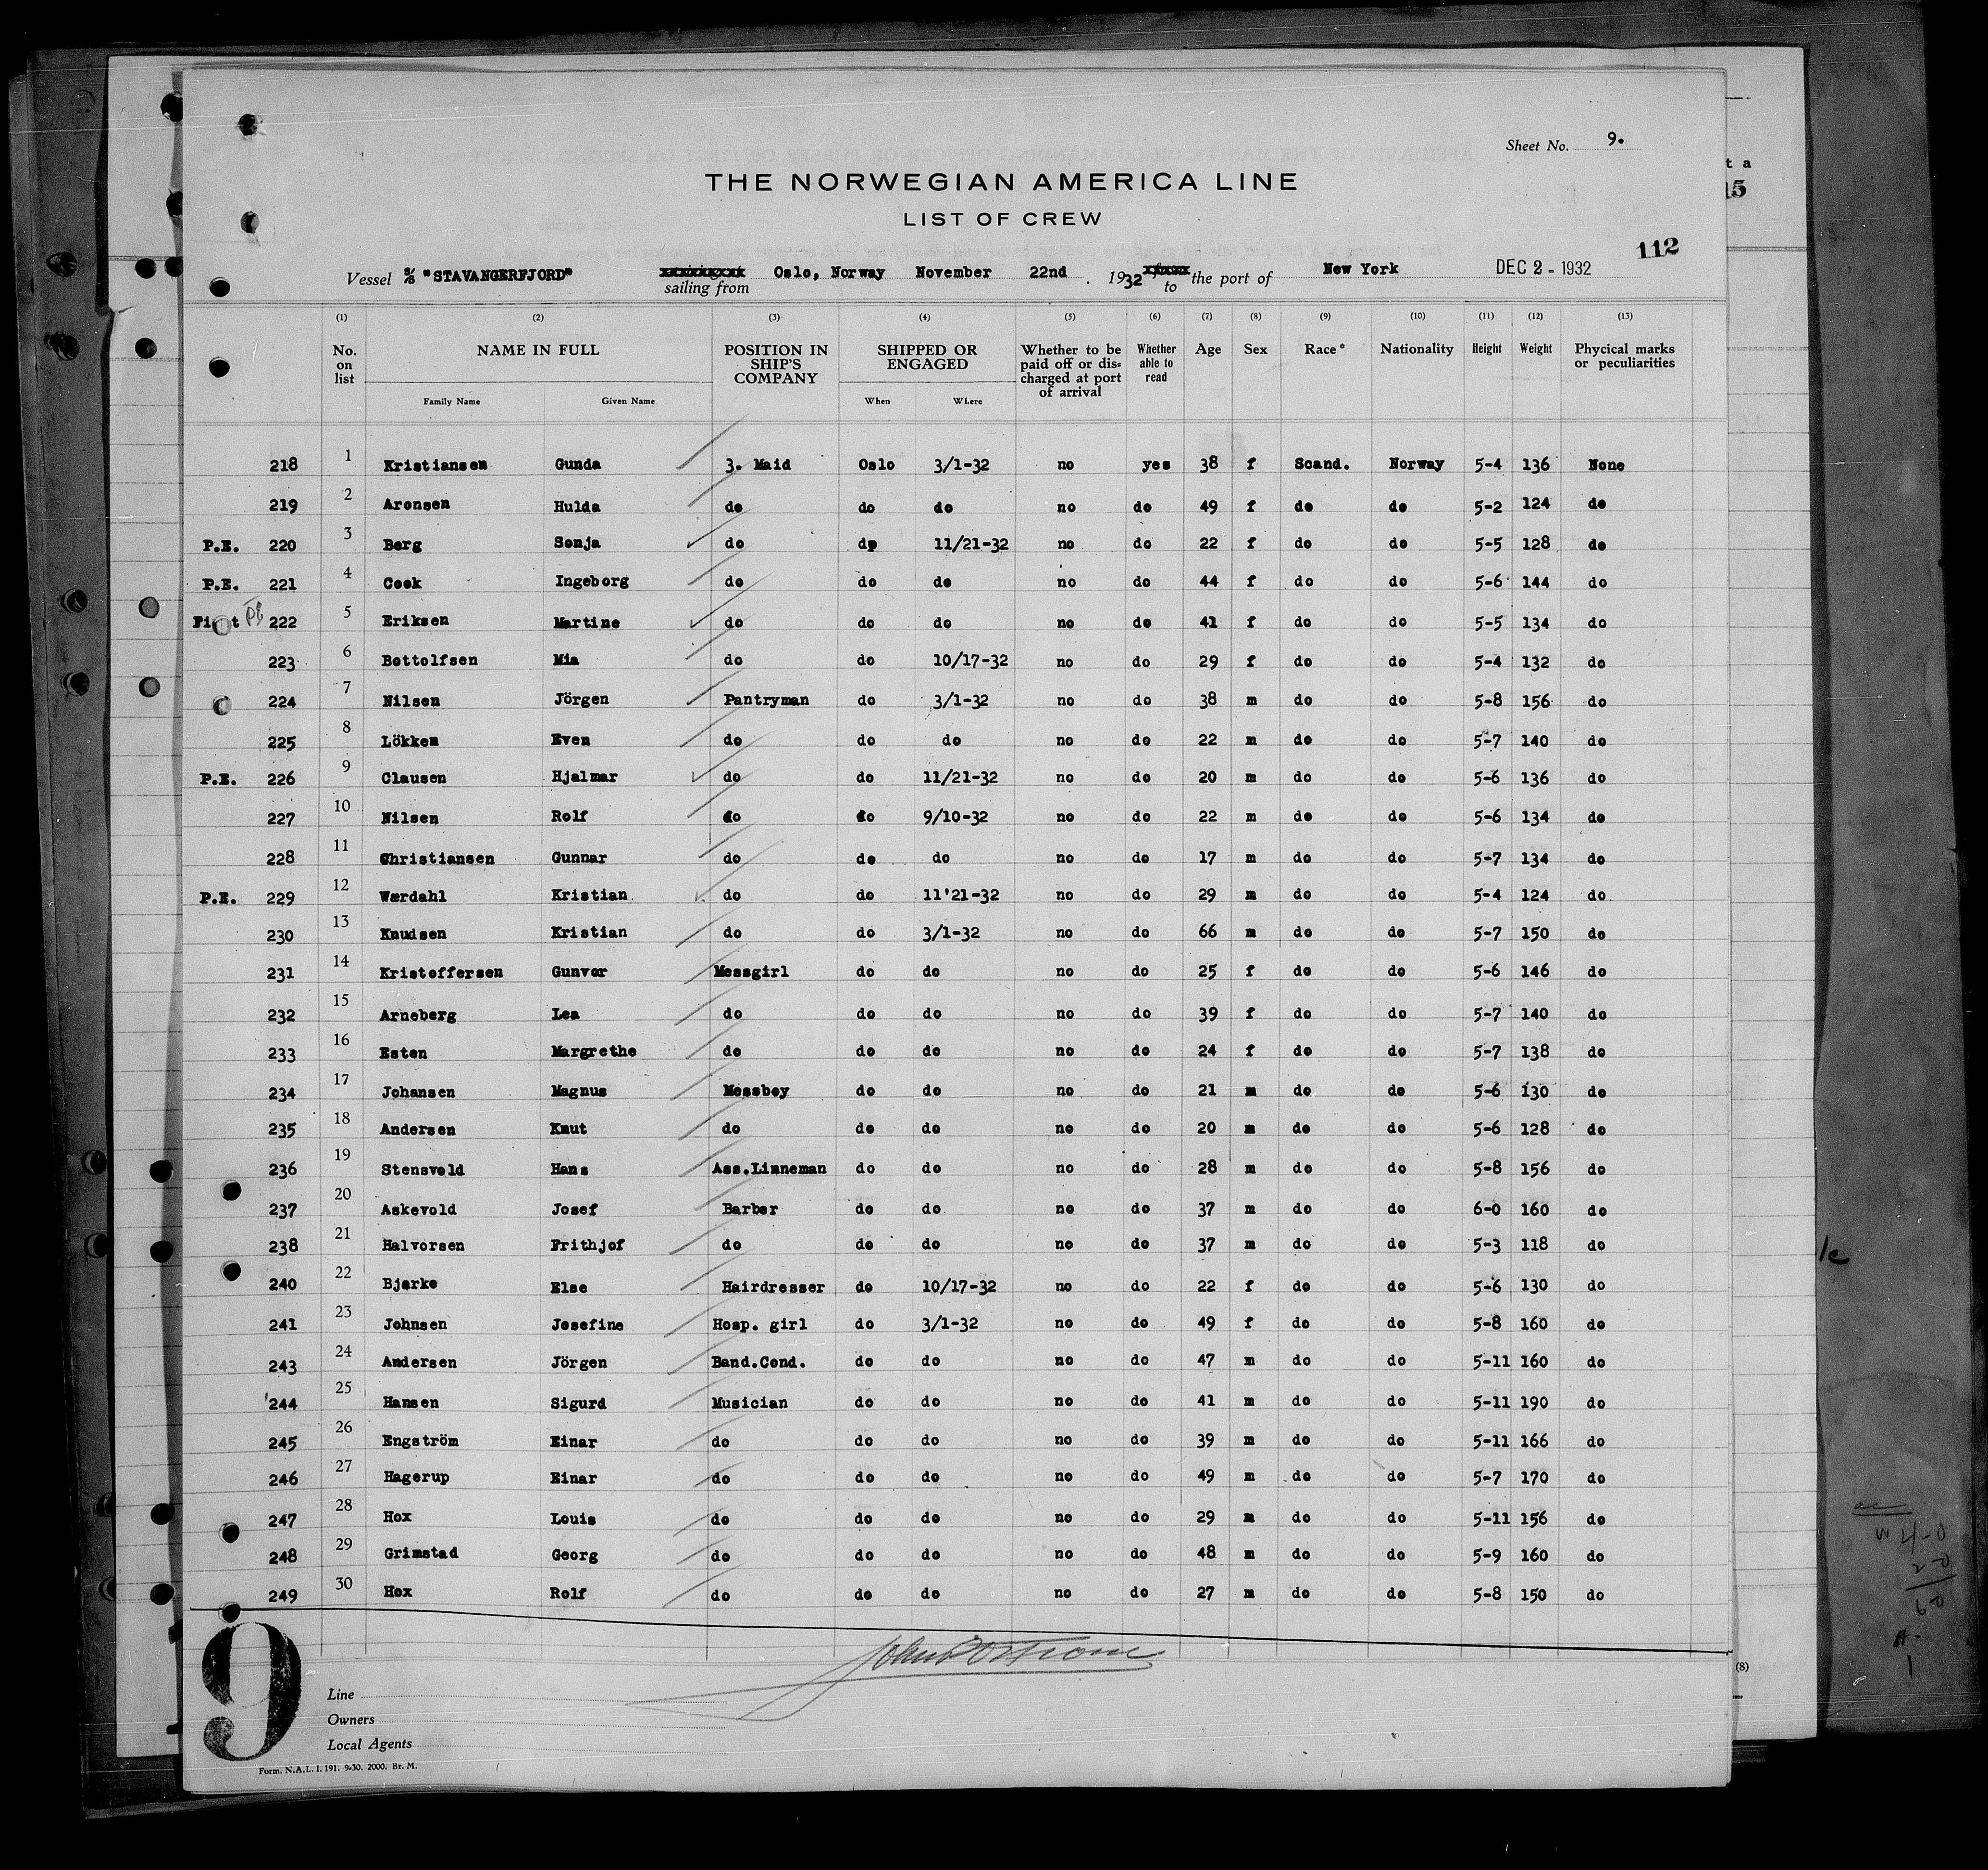 Sheet No. 9.
THE NORWEGIAN AMERICA LINE
LIST OF CREW
112
Vessel S/S "STAVANGERFJORD" sailing from Oslo, Norway November 22nd . 1932 to the port of New York DEC 2 - 1932
(1) (2) (3) (4) (5) (6) (7) (8) (9) (10) (11) (12) (13)
No. on list NAME IN FULL POSITION IN SHIP'S COMPANY SHIPPED OR ENGAGED Whether to be paid off or discharged at port of arrival Whether able to read Age Sex Race Nationality Height Weight Phycical marks or peculiarities
Family Name Given Name When Where
218 1 Kristiansen Gunda 3. Maid Oslo 3/1-32 no yes 38 f Scand. Norway 5-4 136 None
219 2 Aronsen Hulda do do do no do 49 f do do 5-2 124 do
P.E. 220 3 Berg Sonja do do 11/21-32 no do 22 f do do 5-5 128 do
P.E. 221 4 Cook Ingeborg do do do no do 44 f do do 5-6 144 do
First 222 5 Eriksen Martine do do do no do 41 f do do 5-5 134 do
223 6 Bottolfsen Mia do do 10/17-32 no do 29 f do do 5-4 132 do
224 7 Nilsen Jörgen Pantryman do 3/1-32 no do 38 m do do 5-8 156 do
225 8 Lökken Even do do do no do 22 m do do 5-7 140 do
P.E. 226 9 Clausen Hjalmar do do 11/21-32 no do 20 m do do 5-6 136 do
227 10 Nilsen Rolf do do 9/10-32 no do 22 m do do 5-6 134 do
228 11 Christiansen Gunnar do do do no do 17 m do do 5-7 134 do
P.E. 229 12 Wærdahl Kristian do do 11'21-32 no do 29 m do do 5-4 124 do.
230 13 Knudsen Kristian do do 3/1-32 no do 66 m do do 5-7 150 do
231 14 Kristoffersen Gunvor Messgirl do do no do 25 f do do 5-6 146 do
232 15 Arneberg Lea do do do no do 39 f do do 5-7 140 do
233 16 Esten Margrethe do do do no do 24 f do do 5-7 138 do
234 17 Johansen Magnus Messboy do do no do 21 m do do 5-6 130 do
235 18 Andersen Knut do do do no do 20 m do do 5-6 128 do
236 19 Stensvold Hans Ass.Linneman do do no do 28 m do do 5-8 156 do
237 20 Askevold Josef Barber do do no do 37 m do do 6-0 160 do
238 21 Halvorsen Frithjof do do do no do 37 m do do 5-3 118 do
240 22 Bjerke Else Hairdresser do 10/17-32 no do 22 f do do 5-6 130 do
241 23 Johnsen Josefine Hosp. girl do 3/1-32 no do 49 f do do 5-8 160 do
243 24 Andersen Jörgen Band.Cond. do do no do 47 m do do 5-11 160 do
244 25 Hansen Sigurd Musician do do no do 41 m do do 5-11 190 do
245 26 Engström Einar do do do no do 39 m do do 5-11 166 do
246 27 Hagerup Einar do do do no do 49 m do do 5-7 170 do
247 28 Hox Louis do do do no do 29 m do do 5-11 156 do
248 29 Grimstad Georg do do do no do 48 m do do 5-9 160 do
249 30 Hox Rolf do do do no do 27 m do do 5-8 150 do
9
Line
Owners
Local Agents
Form. N.A.L. I. 191. 9-30. 2000. Br. M.